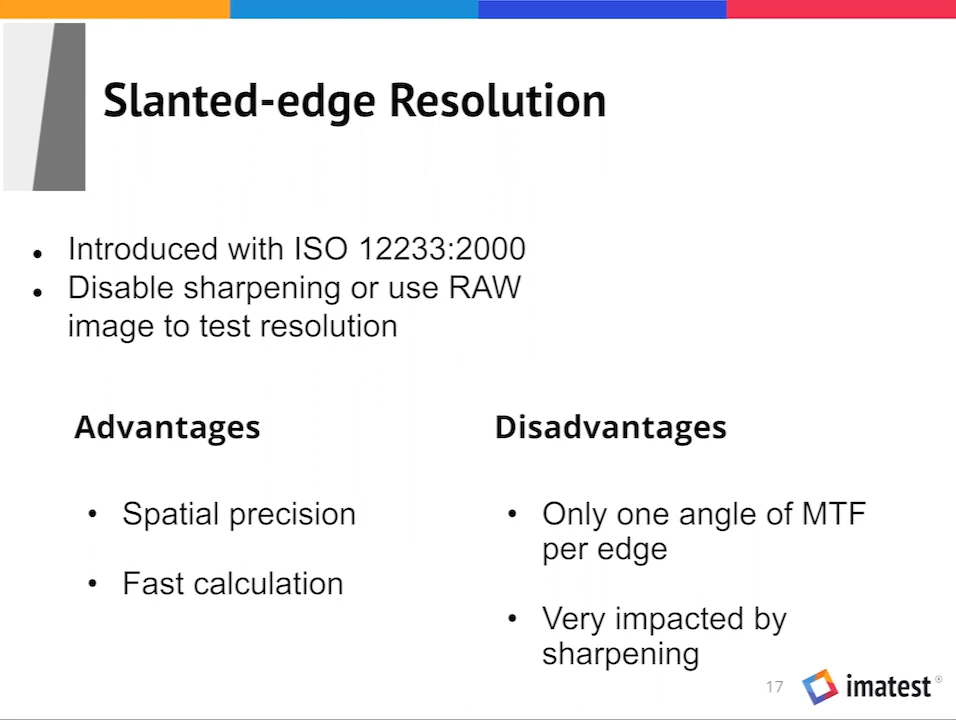 Slanted-edge Resolution
Introduced with ISO 12233:2000
Disable sharpening or use RAW
image to test resolution
Advantages
Spatial precision
Fast calculation
Disadvantages
Only one angle of MTF
per edge
Very impacted by
sharpening
17
imatest®